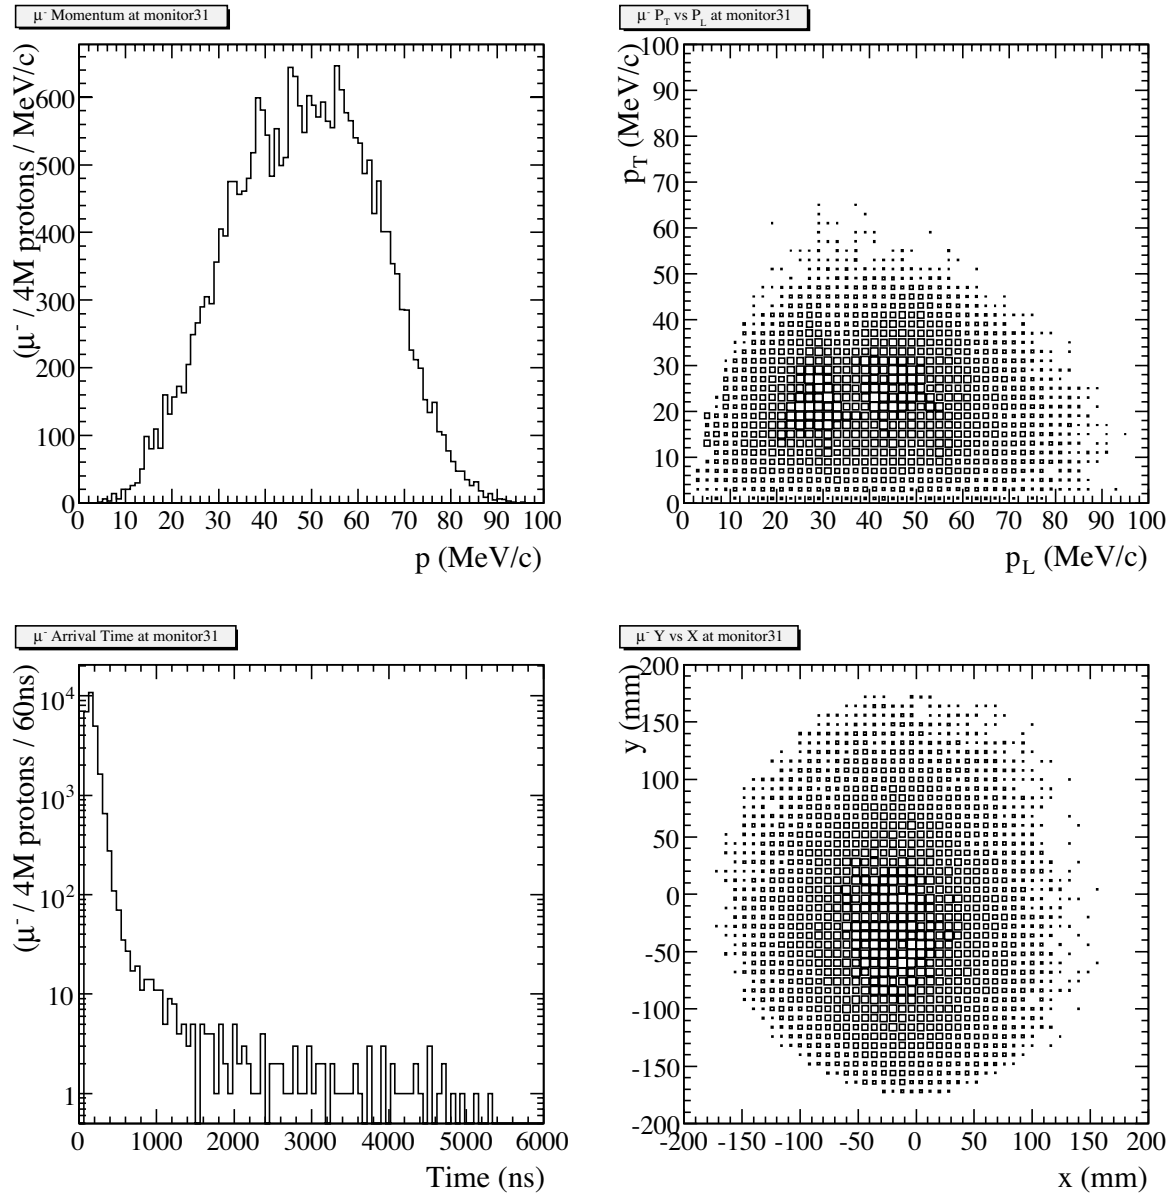 μ⁻ Momentum at monitor31
(μ⁻ / 4M protons / MeV/c)
600
500
400
300
200
100
0
0 10 20 30 40 50 60 70 80 90 100
p (MeV/c)
μ⁻ P_T vs P_L at monitor31
p_T (MeV/c)
100
90
80
70
60
50
40
30
20
10
0
0 10 20 30 40 50 60 70 80 90 100
p_L (MeV/c)
μ⁻ Arrival Time at monitor31
(μ⁻ / 4M protons / 60ns)
10⁴
10³
10²
10
1
0 1000 2000 3000 4000 5000 6000
Time (ns)
μ⁻ Y vs X at monitor31
y (mm)
200
150
100
50
0
-50
-100
-150
-200
-200 -150 -100 -50 0 50 100 150 200
x (mm)